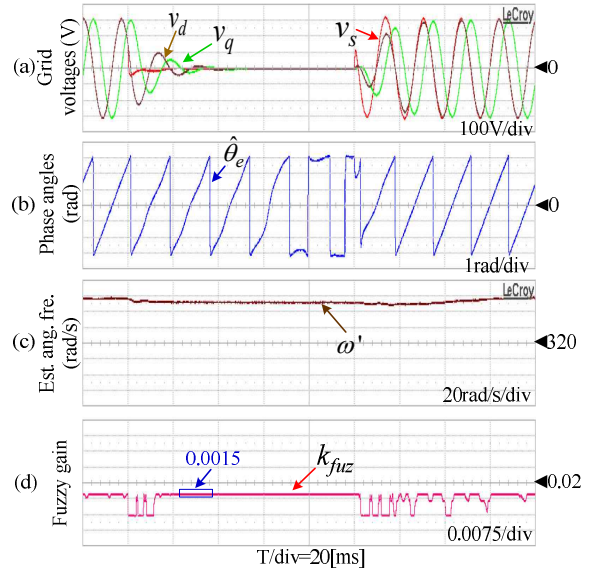 LeCroy
v_d
v_q
v_s
(a)
Grid voltages (V)
0
100V/div
θ̂_e
(b)
Phase angles (rad)
0
1rad/div
LeCroy
(c)
Est. ang. fre. (rad/s)
ω'
320
20rad/s/div
0.0015
k_fuz
(d)
Fuzzy gain
0.02
0.0075/div
T/div=20[ms]